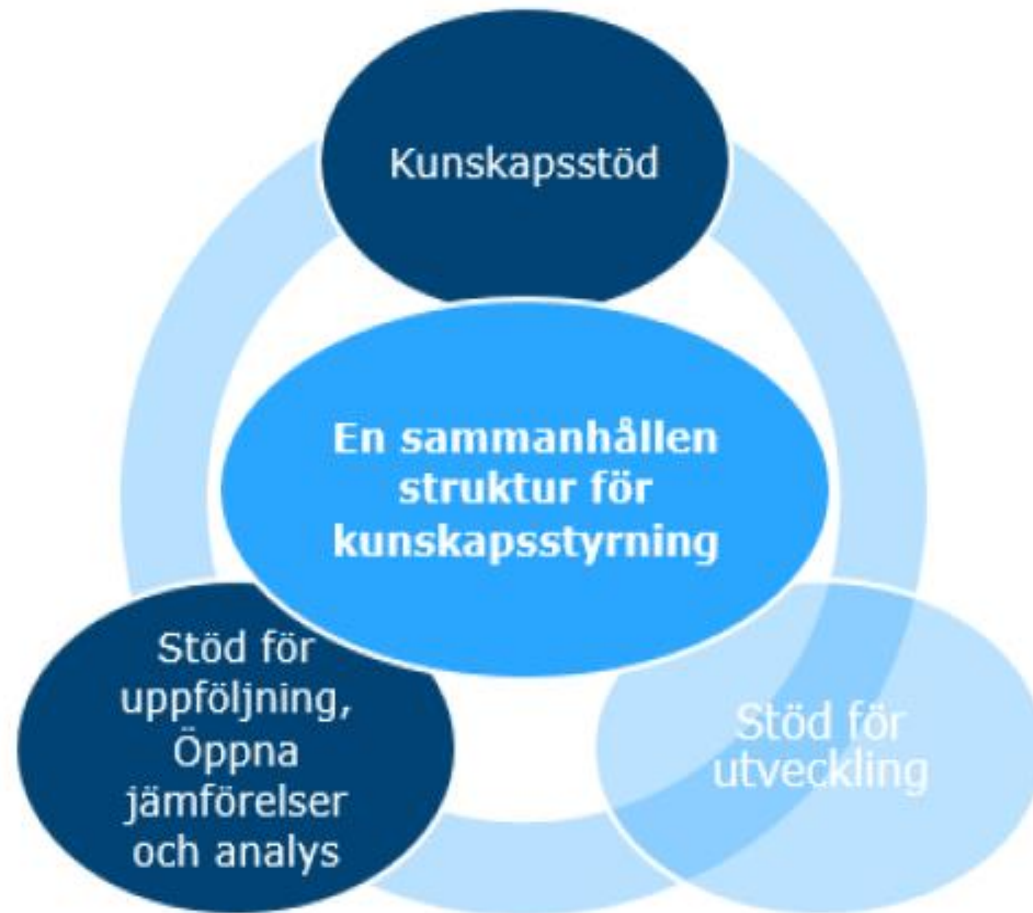 Kunskapsstöd
En sammanhållen
struktur för
kunskapsstyrning
Stöd för
uppföljning,
Öppna
jämförelser
och analys
Stöd för
utveckling